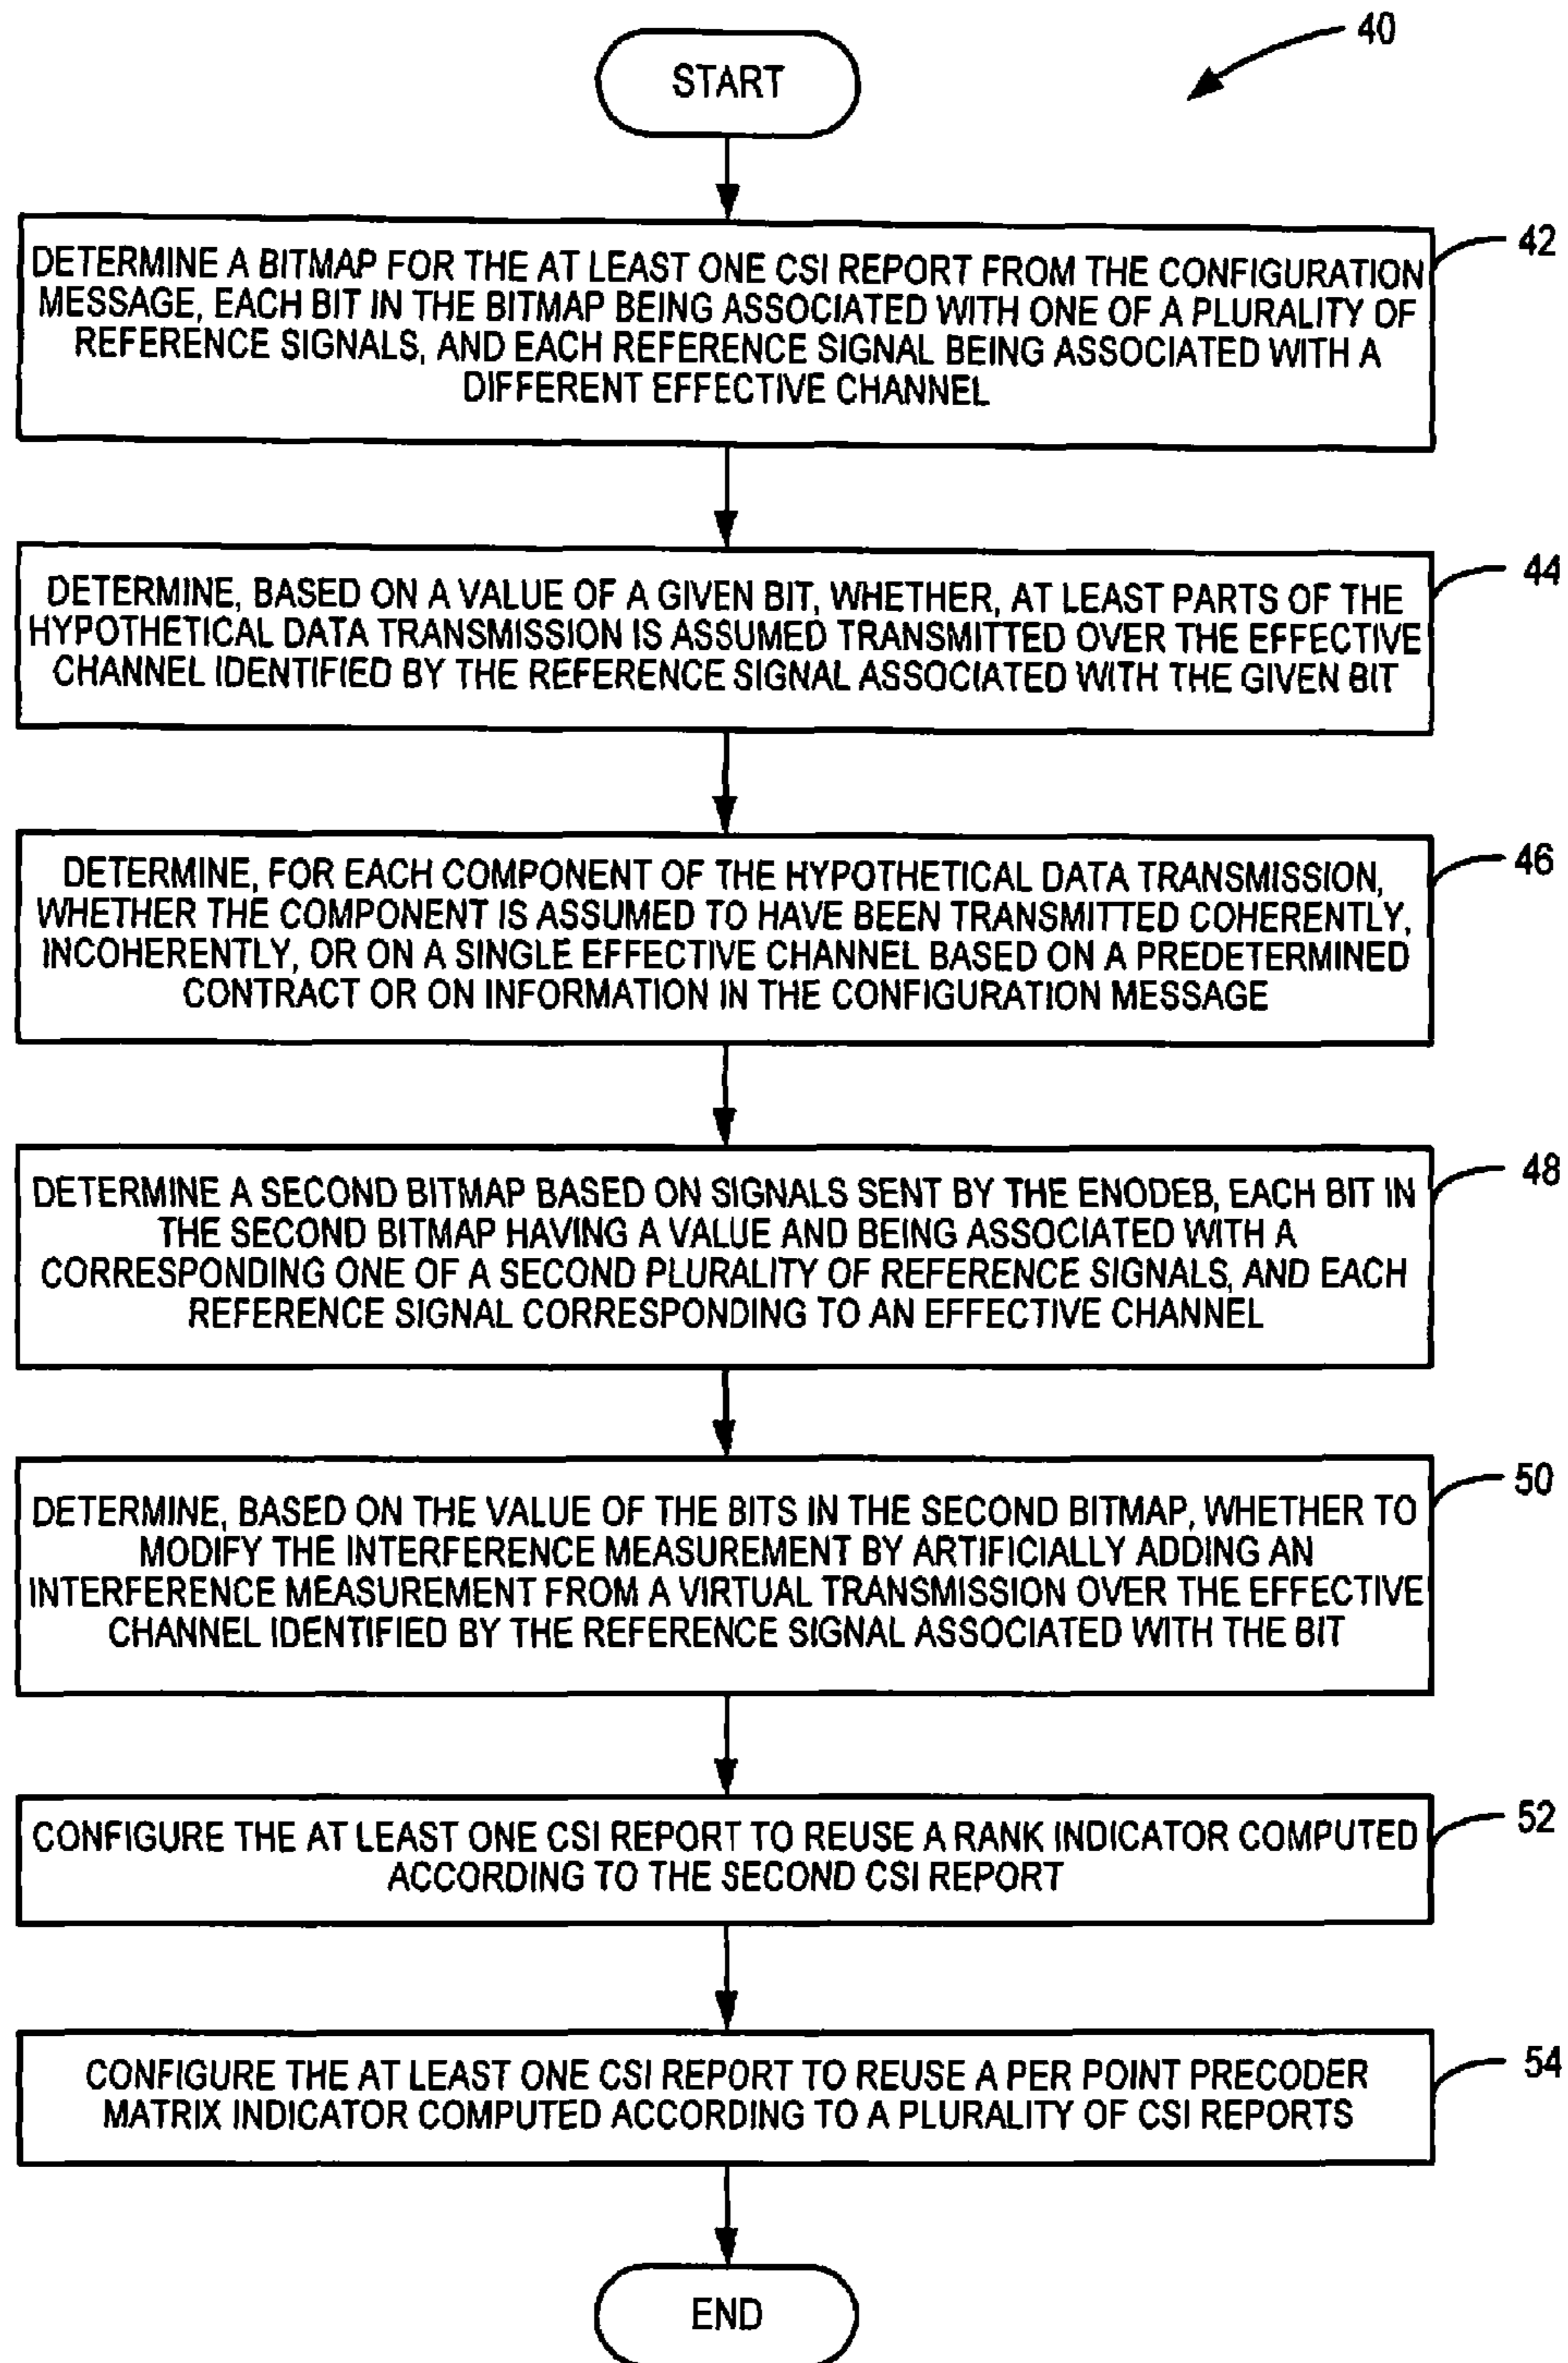 40
START
42
DETERMINE A BITMAP FOR THE AT LEAST ONE CSI REPORT FROM THE CONFIGURATION
MESSAGE, EACH BIT IN THE BITMAP BEING ASSOCIATED WITH ONE OF A PLURALITY OF
REFERENCE SIGNALS, AND EACH REFERENCE SIGNAL BEING ASSOCIATED WITH A
DIFFERENT EFFECTIVE CHANNEL
44
DETERMINE, BASED ON A VALUE OF A GIVEN BIT, WHETHER, AT LEAST PARTS OF THE
HYPOTHETICAL DATA TRANSMISSION IS ASSUMED TRANSMITTED OVER THE EFFECTIVE
CHANNEL IDENTIFIED BY THE REFERENCE SIGNAL ASSOCIATED WITH THE GIVEN BIT
46
DETERMINE, FOR EACH COMPONENT OF THE HYPOTHETICAL DATA TRANSMISSION,
WHETHER THE COMPONENT IS ASSUMED TO HAVE BEEN TRANSMITTED COHERENTLY,
INCOHERENTLY, OR ON A SINGLE EFFECTIVE CHANNEL BASED ON A PREDETERMINED
CONTRACT OR ON INFORMATION IN THE CONFIGURATION MESSAGE
48
DETERMINE A SECOND BITMAP BASED ON SIGNALS SENT BY THE ENODEB, EACH BIT IN
THE SECOND BITMAP HAVING A VALUE AND BEING ASSOCIATED WITH A
CORRESPONDING ONE OF A SECOND PLURALITY OF REFERENCE SIGNALS, AND EACH
REFERENCE SIGNAL CORRESPONDING TO AN EFFECTIVE CHANNEL
50
DETERMINE, BASED ON THE VALUE OF THE BITS IN THE SECOND BITMAP, WHETHER TO
MODIFY THE INTERFERENCE MEASUREMENT BY ARTIFICIALLY ADDING AN
INTERFERENCE MEASUREMENT FROM A VIRTUAL TRANSMISSION OVER THE EFFECTIVE
CHANNEL IDENTIFIED BY THE REFERENCE SIGNAL ASSOCIATED WITH THE BIT
52
CONFIGURE THE AT LEAST ONE CSI REPORT TO REUSE A RANK INDICATOR COMPUTED
ACCORDING TO THE SECOND CSI REPORT
54
CONFIGURE THE AT LEAST ONE CSI REPORT TO REUSE A PER POINT PRECODER
MATRIX INDICATOR COMPUTED ACCORDING TO A PLURALITY OF CSI REPORTS
END